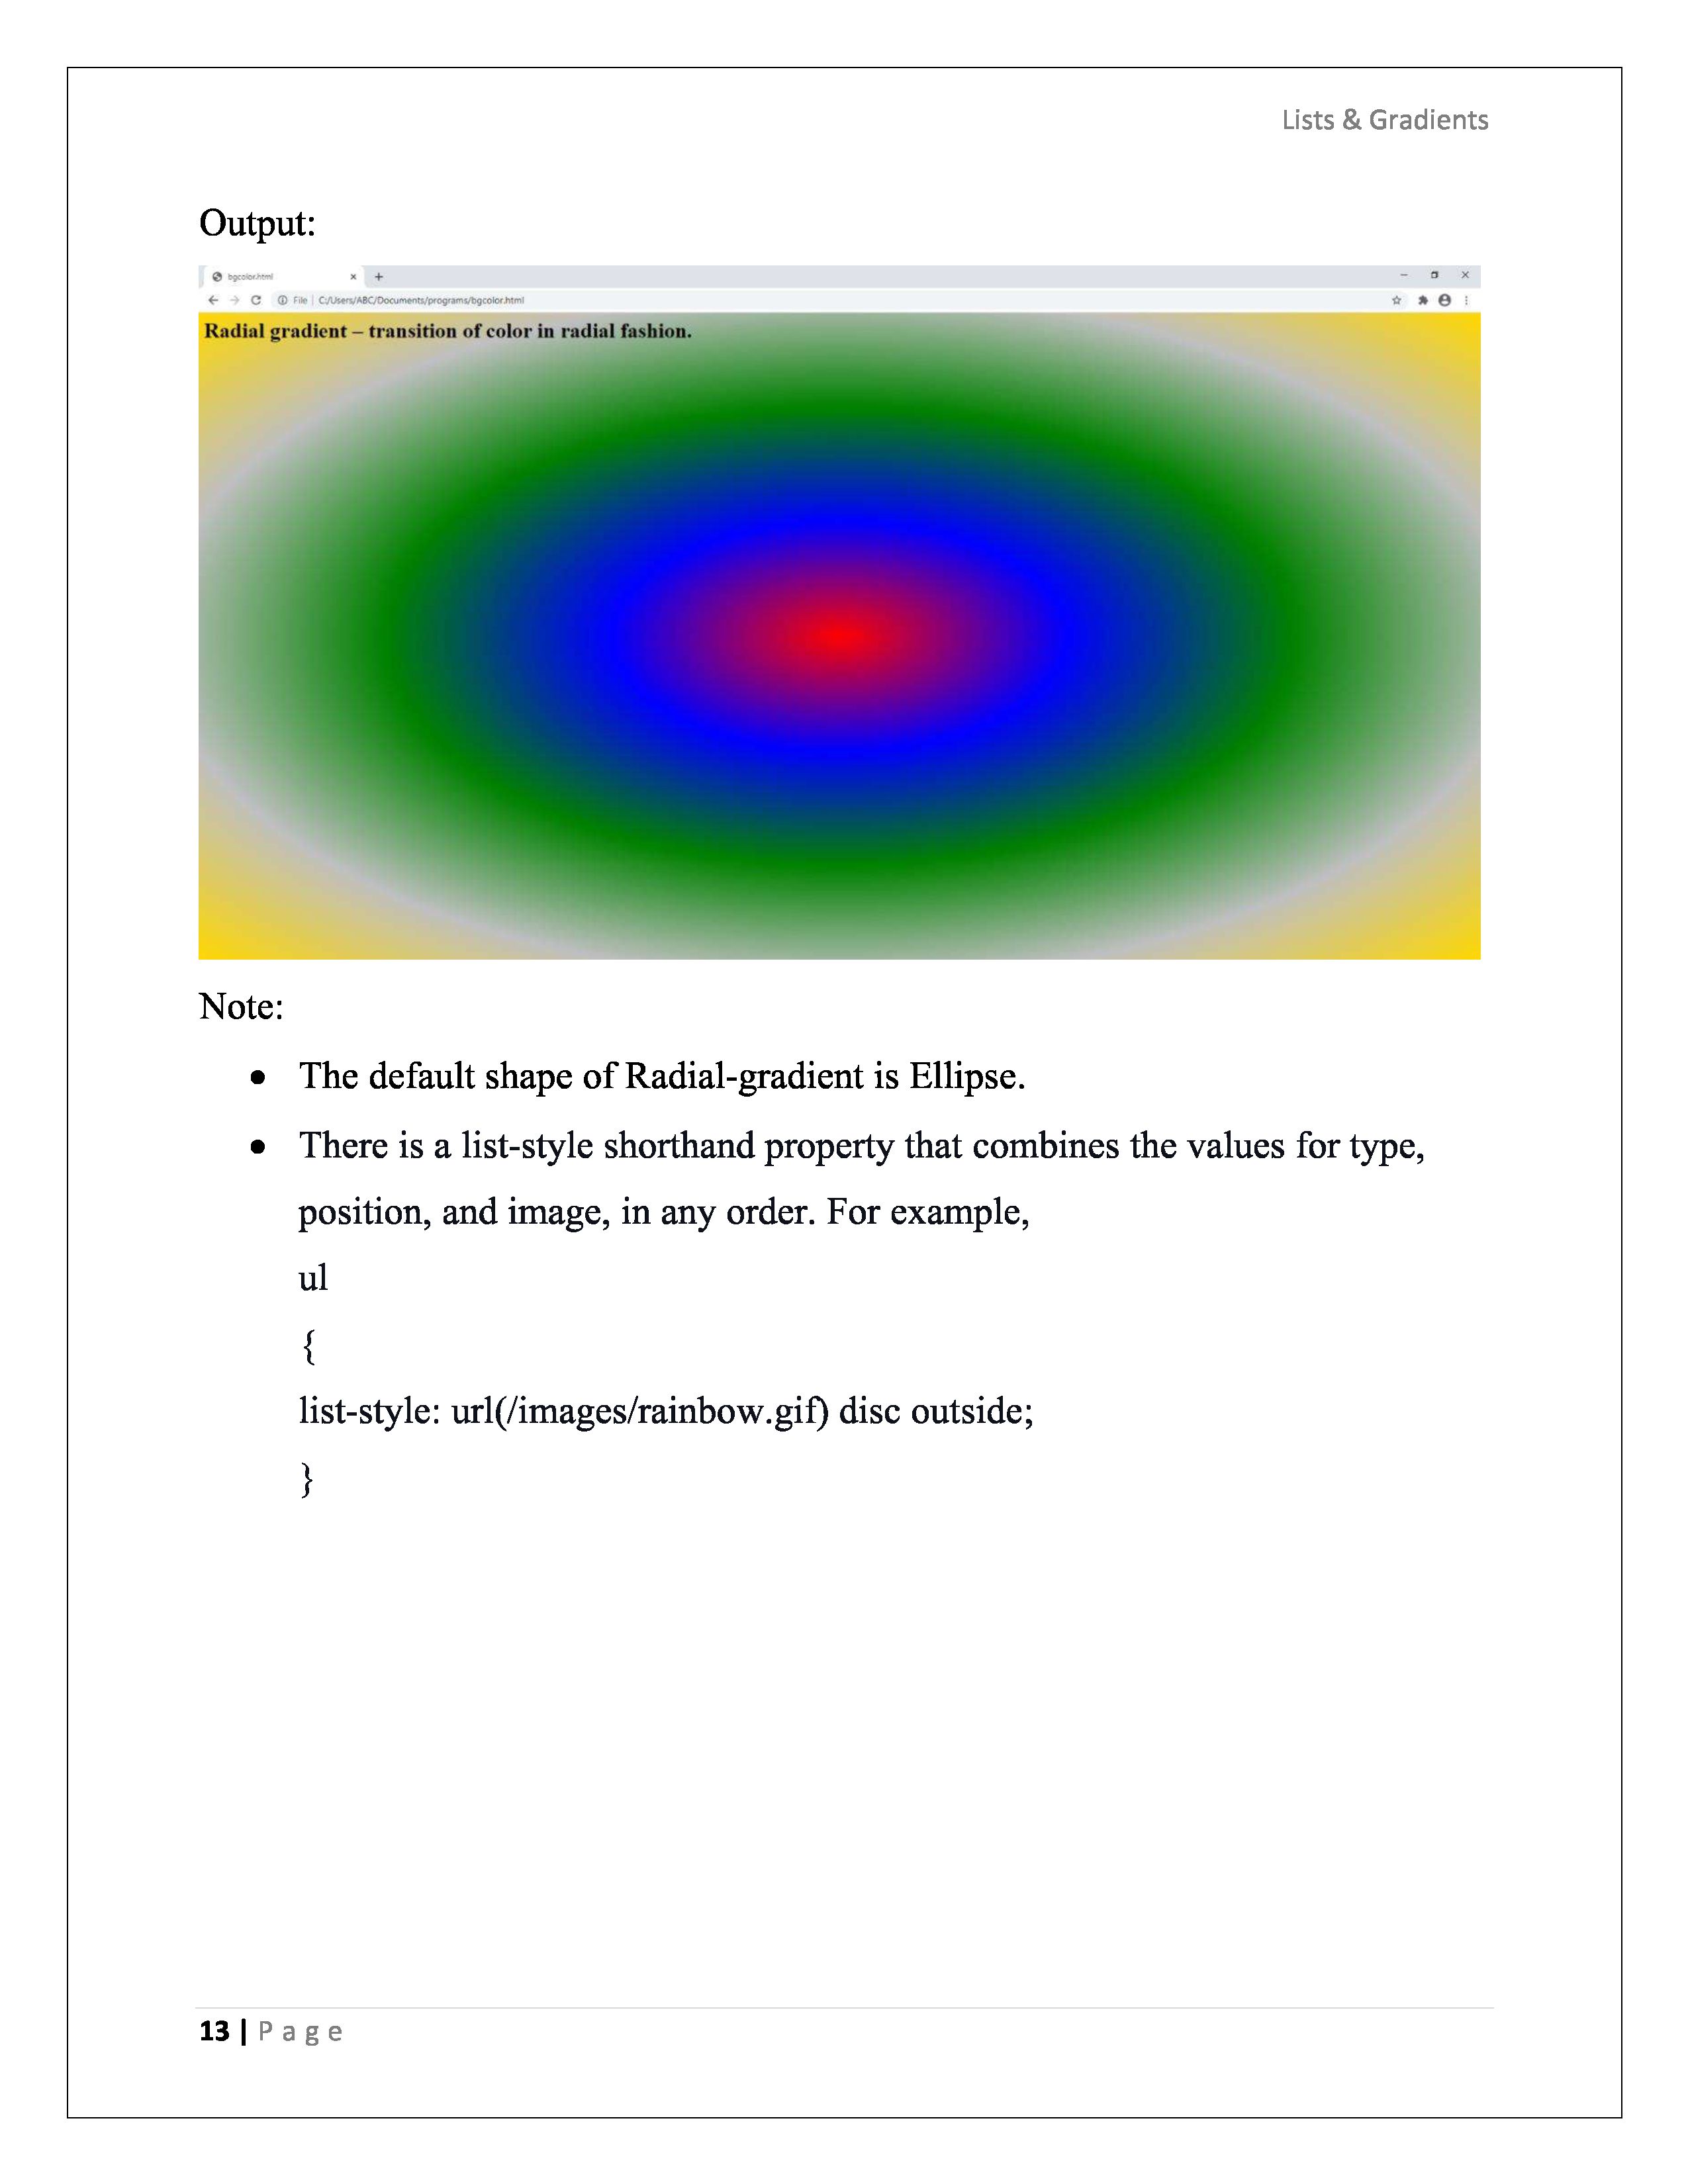 Lists & Gradients
Output:
bgcolor.html
File | C:/Users/ABC/Documents/programs/bgcolor.html
Radial gradient – transition of color in radial fashion.
Note:
• The default shape of Radial-gradient is Ellipse.
• There is a list-style shorthand property that combines the values for type,
position, and image, in any order. For example,
ul
{
list-style: url(/images/rainbow.gif) disc outside;
}
13 | Page